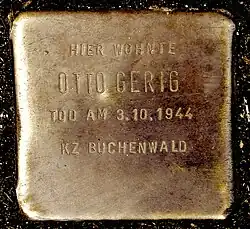 HIER WOHNTE
OTTO GERIG
TOD AM 3.10.1944
KZ BUCHENWALD